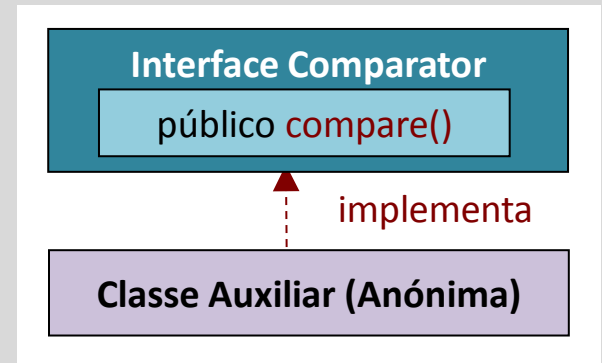 Interface Comparator
público compare()
implementa
Classe Auxiliar (Anónima)